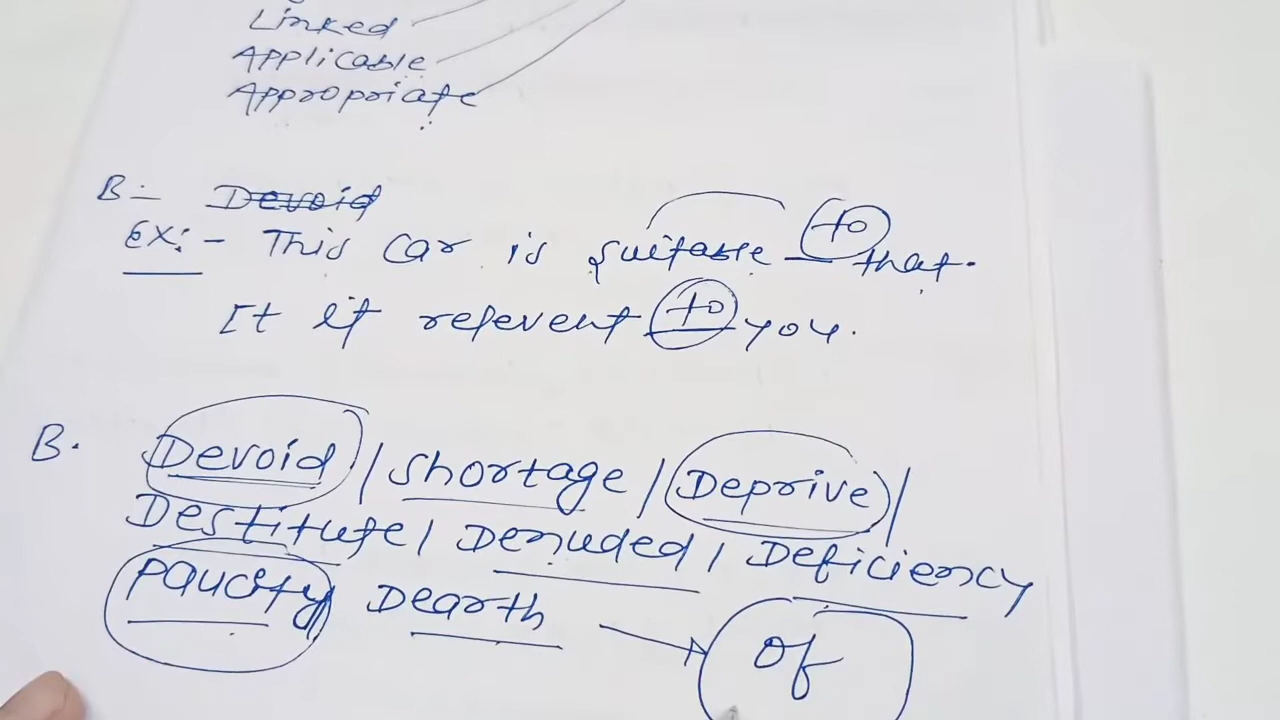 Linked
Applicable
Appropriate
B:- Devoid
Ex:- This car is suitable to that.
It is relevent to you.
B. Devoid / shortage / Deprive /
Destitute / Denuded / Deficiency
Paucity Dearth → of